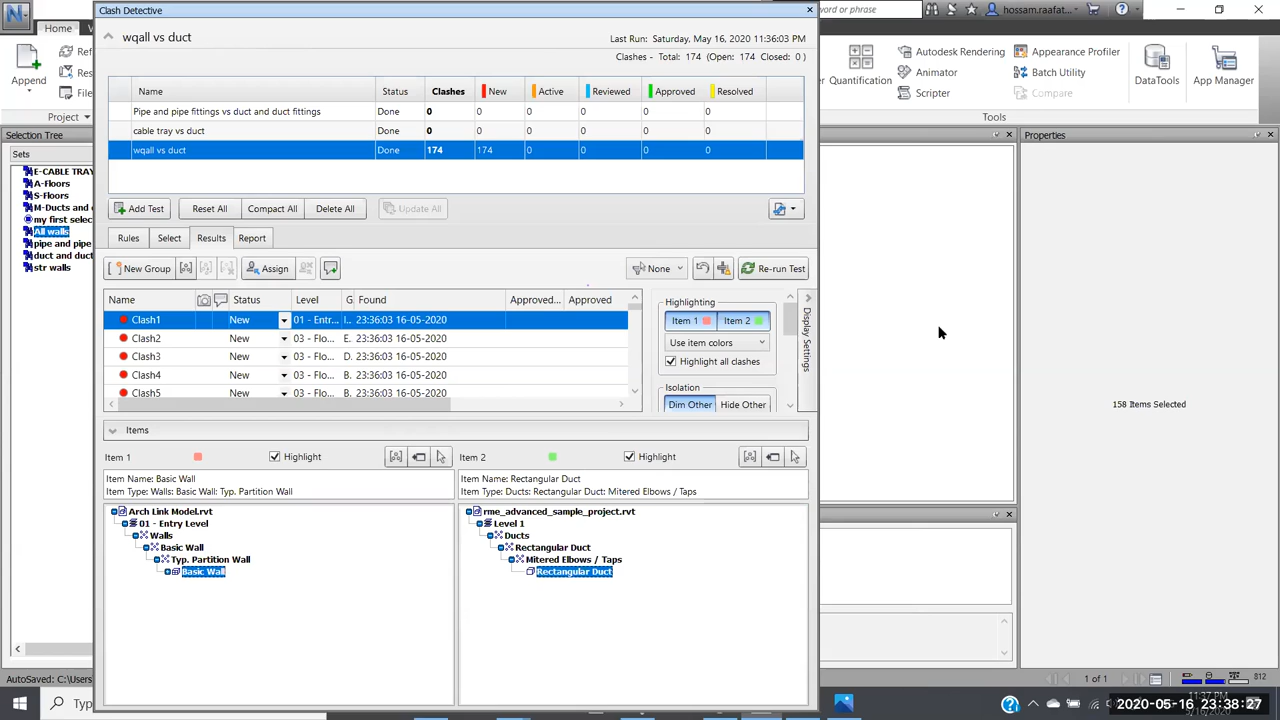 Clash Detective
wqall vs duct
Last Run: Saturday, May 16, 2020 11:36:03 PM
Clashes - Total: 174 (Open: 174 Closed: 0 )
Name Status Clashes New Active Reviewed Approved Resolved
Pipe and pipe fittings vs duct and duct fittings Done 0 0 0 0 0 0
cable tray vs duct Done 0 0 0 0 0 0
wqall vs duct Done 174 174 0 0 0 0
Add Test Reset All Compact All Delete All Update All
Rules Select Results Report
New Group Assign None Re-run Test
Name Status Level G Found Approved... Approved
Clash1 New 01 - Entr... I.. 23:36:03 16-05-2020
Clash2 New 03 - Flo... E. 23:36:03 16-05-2020
Clash3 New 03 - Flo... D. 23:36:03 16-05-2020
Clash4 New 03 - Flo... B. 23:36:03 16-05-2020
Clash5 New 03 - Flo... B. 23:36:03 16-05-2020
Highlighting
Item 1 Item 2
Use item colors
Highlight all clashes
Isolation
Dim Other Hide Other
Display Settings
Items
Item 1 Highlight
Item Name: Basic Wall
Item Type: Walls: Basic Wall: Typ. Partition Wall
Arch Link Model.rvt
01 - Entry Level
Walls
Basic Wall
Typ. Partition Wall
Basic Wall
Item 2 Highlight
Item Name: Rectangular Duct
Item Type: Ducts: Rectangular Duct: Mitered Elbows / Taps
rme_advanced_sample_project.rvt
Level 1
Ducts
Rectangular Duct
Mitered Elbows / Taps
Rectangular Duct
N
Home
Append
Ref
Res
File
Project
Selection Tree
Sets
E-CABLE TRAY
A-Floors
S-Floors
M-Ducts and
my first selec
All walls
pipe and pipe
duct and duct
str walls
AutoSaved: C:\Users
Typ
word or phrase
hossam.raafat...
Quantification
Autodesk Rendering
Animator
Scripter
Appearance Profiler
Batch Utility
Compare
DataTools
App Manager
Tools
Properties
158 Items Selected
1 of 1
812
11:37 PM
2020-05-16 23:38:27